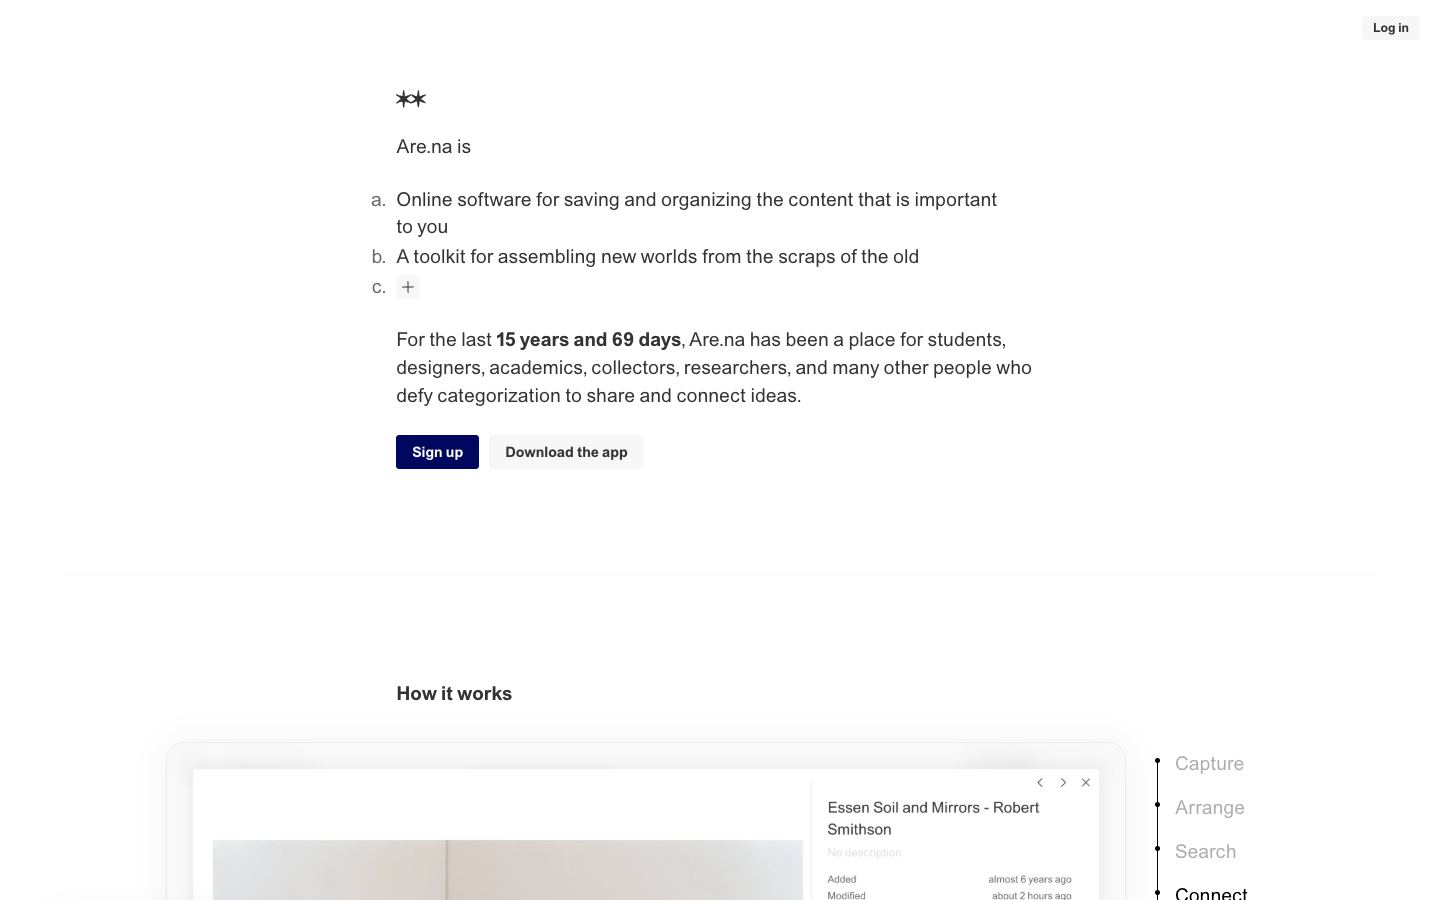 Log in
**
Are.na is
a. Online software for saving and organizing the content that is important
to you
b. A toolkit for assembling new worlds from the scraps of the old
c. +
For the last 15 years and 69 days, Are.na has been a place for students,
designers, academics, collectors, researchers, and many other people who
defy categorization to share and connect ideas.
Sign up
Download the app
How it works
Essen Soil and Mirrors - Robert
Smithson
No description
Added almost 6 years ago
Modified about 2 hours ago
Capture
Arrange
Search
Connect